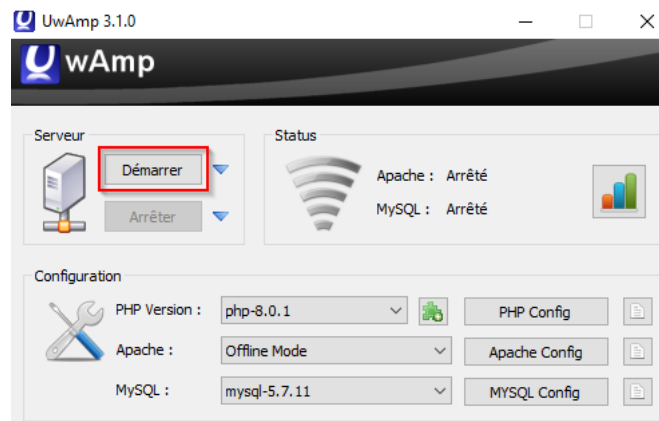 UwAmp 3.1.0
UwAmp
Serveur
Démarrer
Arrêter
Status
Apache : Arrêté
MySQL : Arrêté
Configuration
PHP Version : php-8.0.1 PHP Config
Apache : Offline Mode Apache Config
MySQL : mysql-5.7.11 MYSQL Config